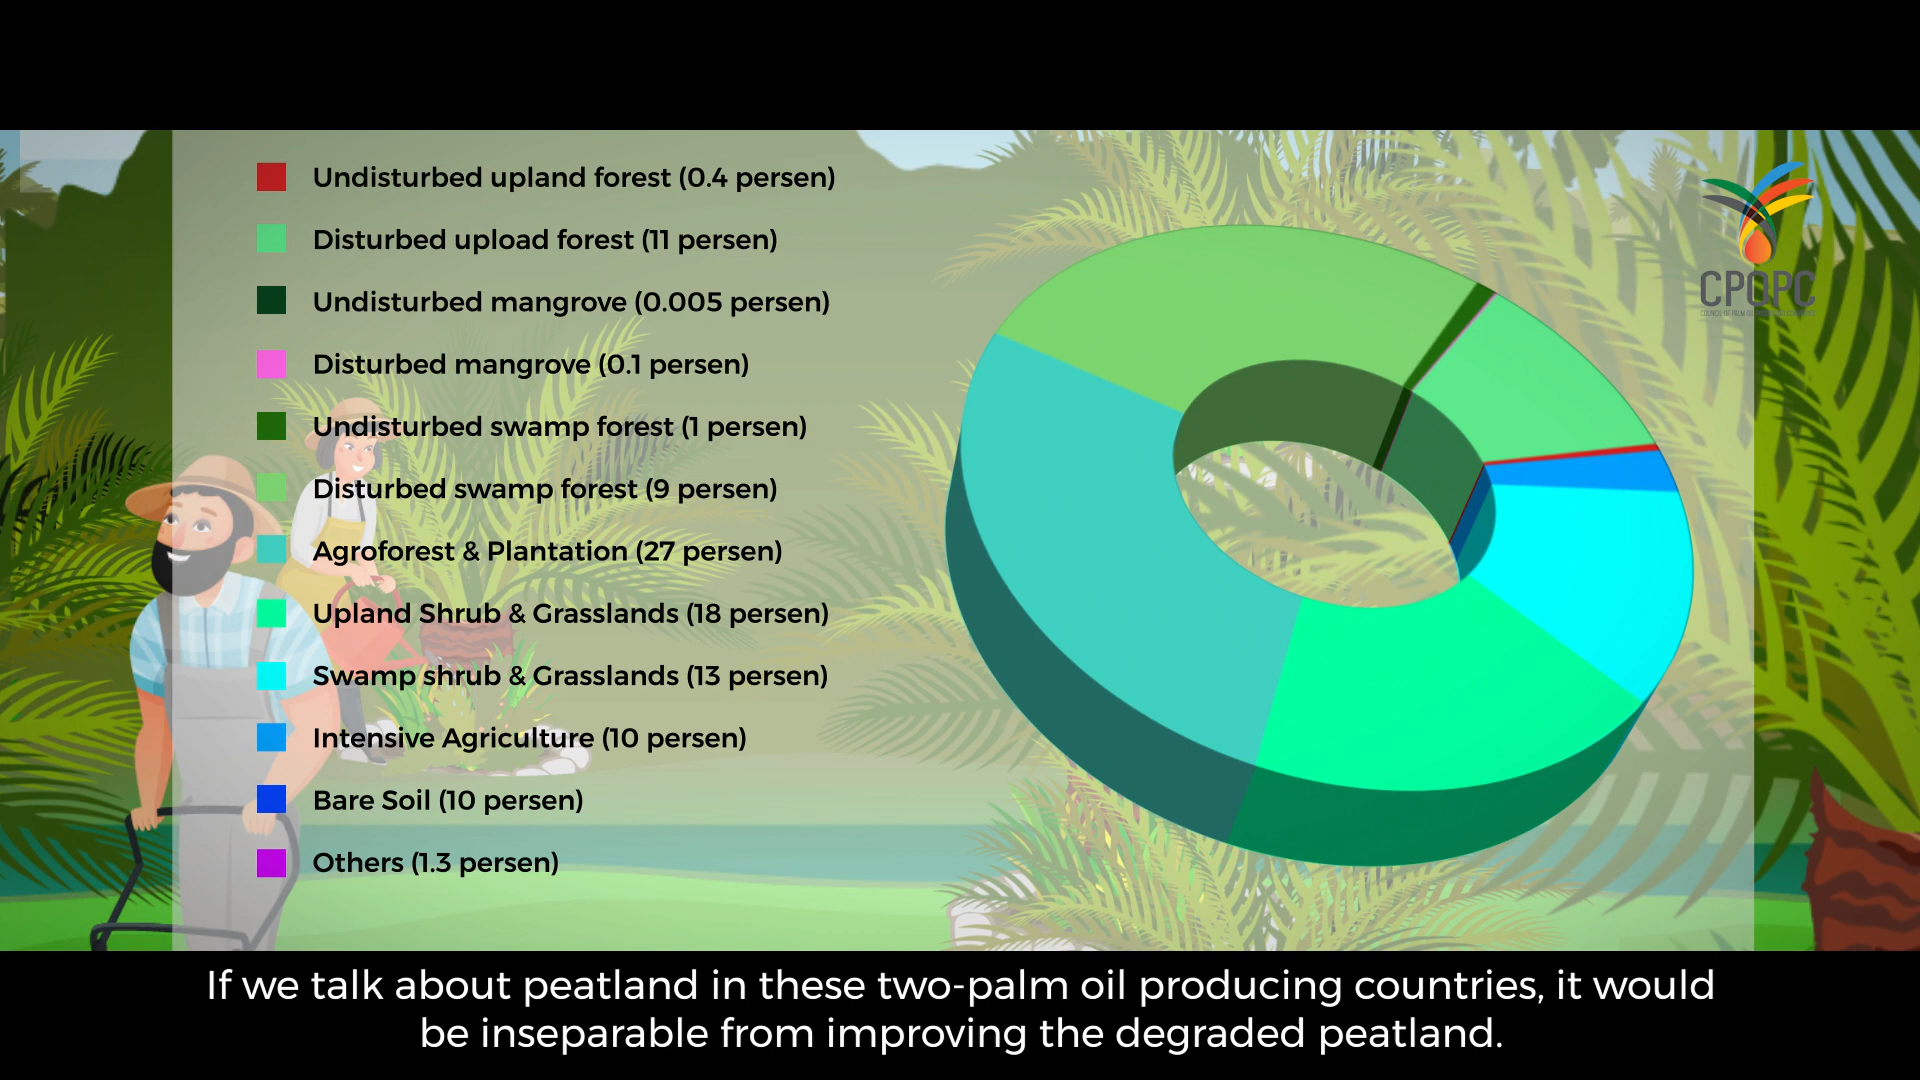 Undisturbed upland forest (0.4 persen)
Disturbed upload forest (11 persen)
Undisturbed mangrove (0.005 persen)
Disturbed mangrove (0.1 persen)
Undisturbed swamp forest (1 persen)
Disturbed swamp forest (9 persen)
Agroforest & Plantation (27 persen)
Upland Shrub & Grasslands (18 persen)
Swamp shrub & Grasslands (13 persen)
Intensive Agriculture (10 persen)
Bare Soil (10 persen)
Others (1.3 persen)
CPOPC
If we talk about peatland in these two-palm oil producing countries, it would
be inseparable from improving the degraded peatland.